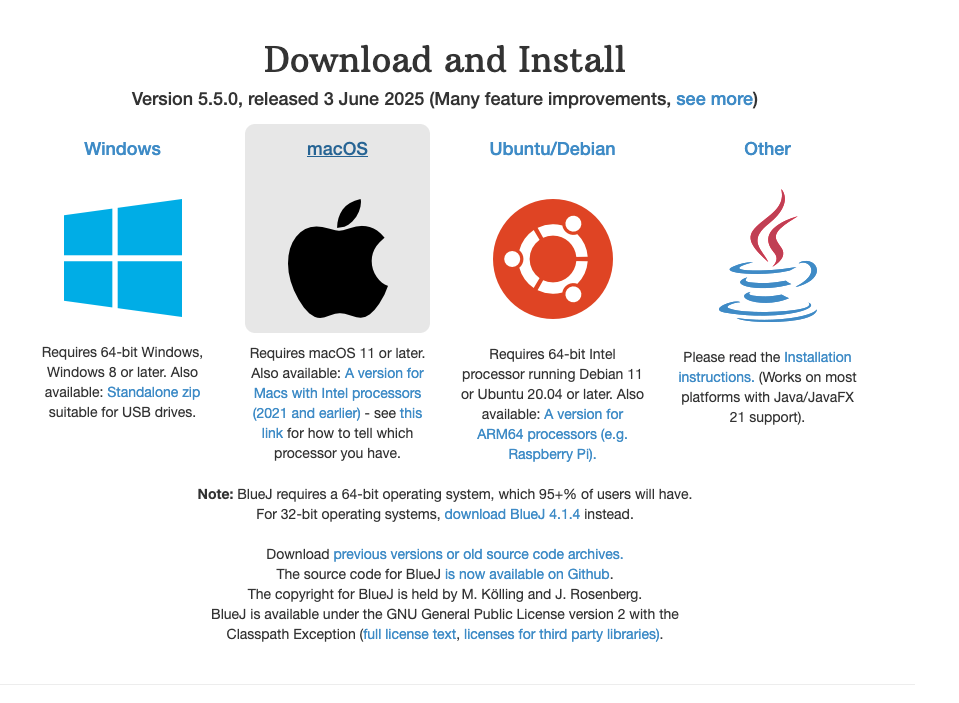 Download and Install
Version 5.5.0, released 3 June 2025 (Many feature improvements, see more)
Windows
Requires 64-bit Windows,
Windows 8 or later. Also
available: Standalone zip
suitable for USB drives.
macOS
Requires macOS 11 or later.
Also available: A version for
Macs with Intel processors
(2021 and earlier) - see this
link for how to tell which
processor you have.
Ubuntu/Debian
Requires 64-bit Intel
processor running Debian 11
or Ubuntu 20.04 or later. Also
available: A version for
ARM64 processors (e.g.
Raspberry Pi).
Other
Please read the Installation
instructions. (Works on most
platforms with Java/JavaFX
21 support).
Note: BlueJ requires a 64-bit operating system, which 95+% of users will have.
For 32-bit operating systems, download BlueJ 4.1.4 instead.
Download previous versions or old source code archives.
The source code for BlueJ is now available on Github.
The copyright for BlueJ is held by M. Kölling and J. Rosenberg.
BlueJ is available under the GNU General Public License version 2 with the
Classpath Exception (full license text, licenses for third party libraries).